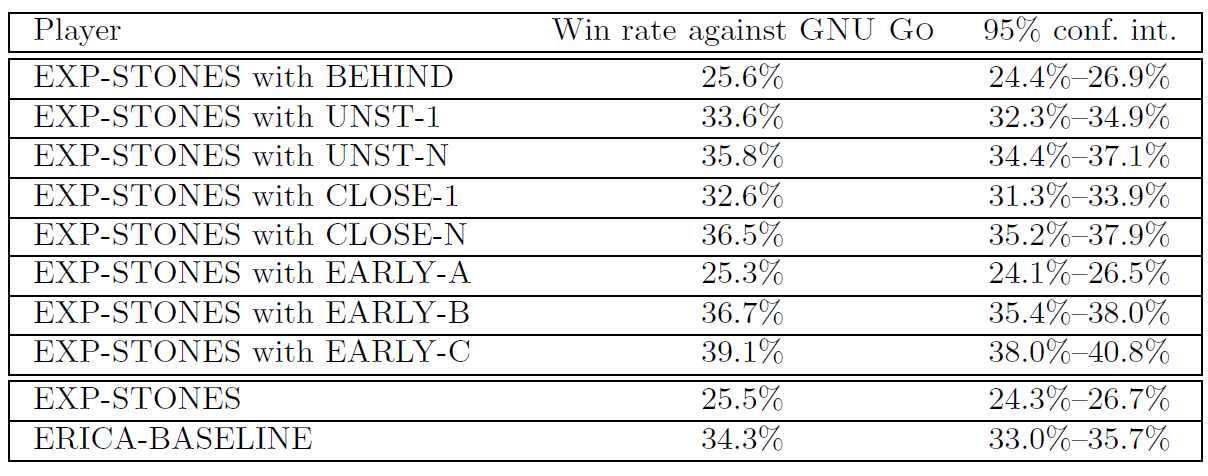 Player Win rate against GNU GO 95% conf. int.
EXP-STONES with BEHIND 25.6% 24.4%–26.9%
EXP-STONES with UNST-1 33.6% 32.3%–34.9%
EXP-STONES with UNST-N 35.8% 34.4%–37.1%
EXP-STONES with CLOSE-1 32.6% 31.3%–33.9%
EXP-STONES with CLOSE-N 36.5% 35.2%–37.9%
EXP-STONES with EARLY-A 25.3% 24.1%–26.5%
EXP-STONES with EARLY-B 36.7% 35.4%–38.0%
EXP-STONES with EARLY-C 39.1% 38.0%–40.8%
EXP-STONES 25.5% 24.3%–26.7%
ERICA-BASELINE 34.3% 33.0%–35.7%